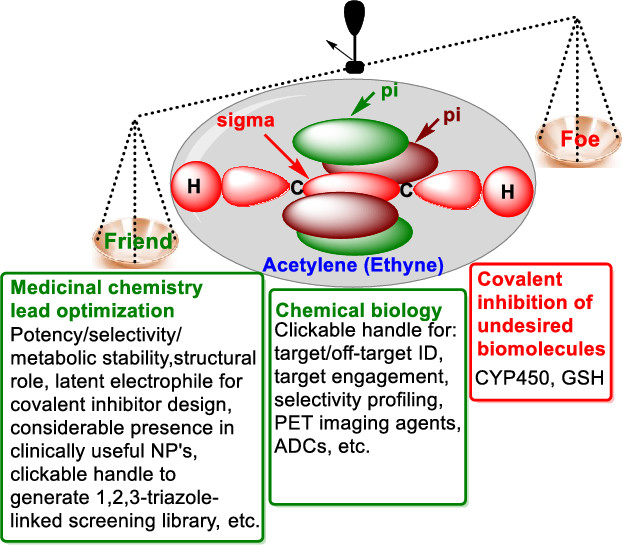 pi
pi
sigma
Foe
H
C
C
H
Friend
Acetylene (Ethyne)
Medicinal chemistry
lead optimization
Potency/selectivity/
metabolic stability,structural
role, latent electrophile for
covalent inhibitor design,
considerable presence in
clinically useful NP's,
clickable handle to
generate 1,2,3-triazole-
linked screening library, etc.
Chemical biology
Clickable handle for:
target/off-target ID,
target engagement,
selectivity profiling,
PET imaging agents,
ADCs, etc.
Covalent
inhibition of
undesired
biomolecules
CYP450, GSH